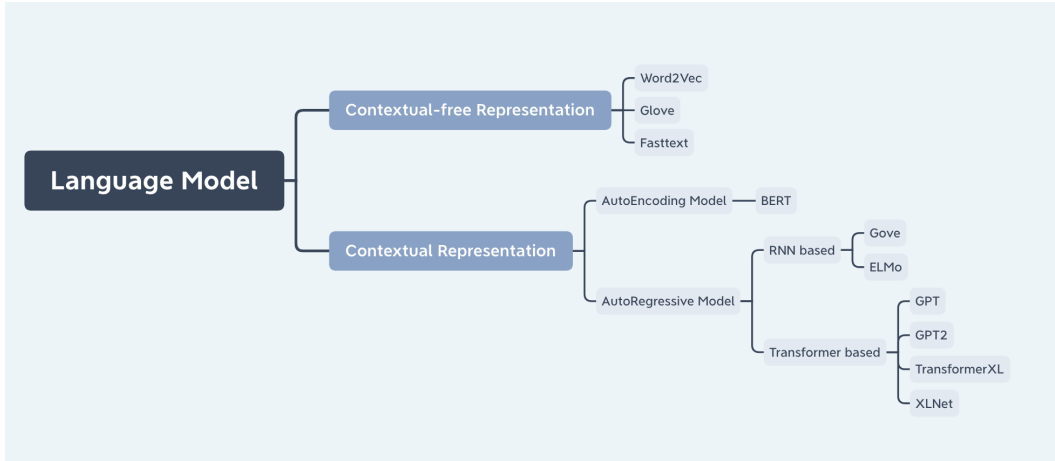 Language Model
Contextual-free Representation
Word2Vec
Glove
Fasttext
Contextual Representation
AutoEncoding Model
BERT
AutoRegressive Model
RNN based
Gove
ELMo
Transformer based
GPT
GPT2
TransformerXL
XLNet